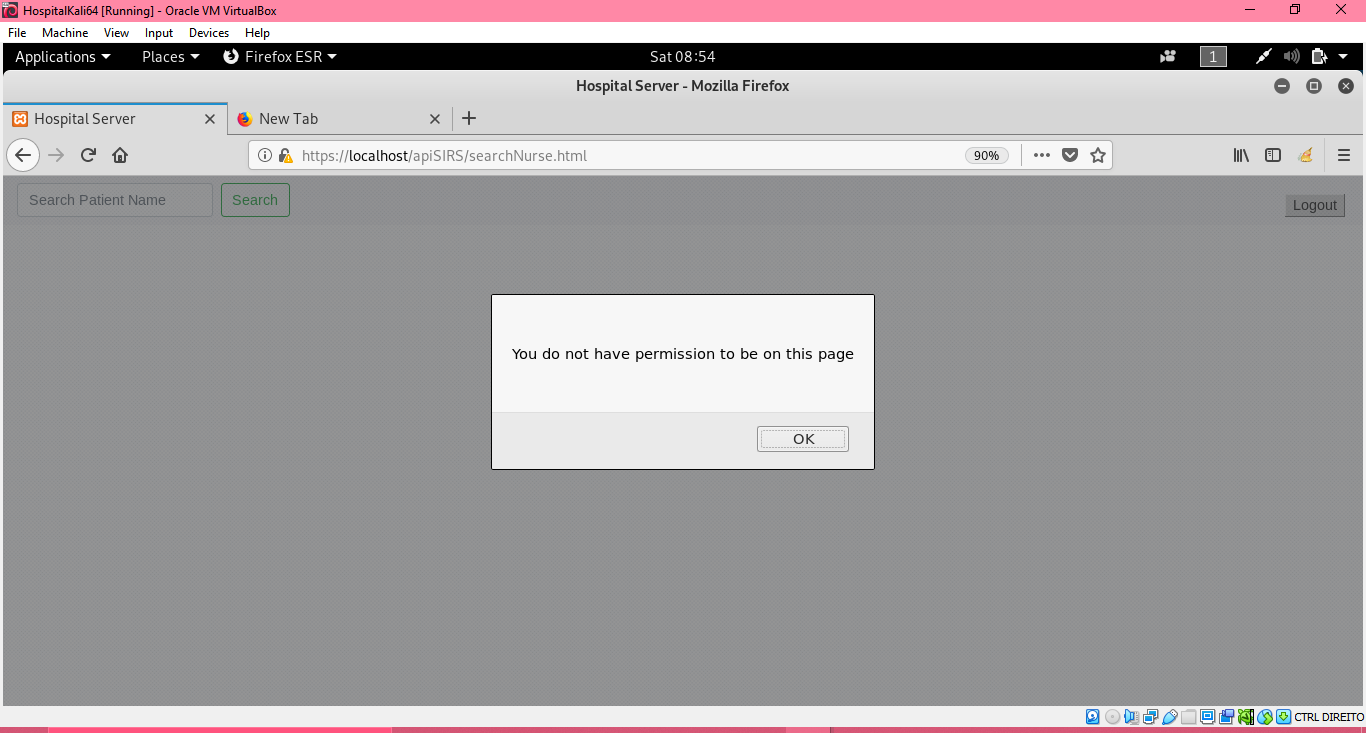 HospitalKali64 [Running] - Oracle VM VirtualBox
File Machine View Input Devices Help
Applications Places Firefox ESR Sat 08:54 1
Hospital Server - Mozilla Firefox
Hospital Server New Tab
https://localhost/apiSIRS/searchNurse.html 90%
Search Patient Name Search Logout
You do not have permission to be on this page
OK
CTRL DIREITO